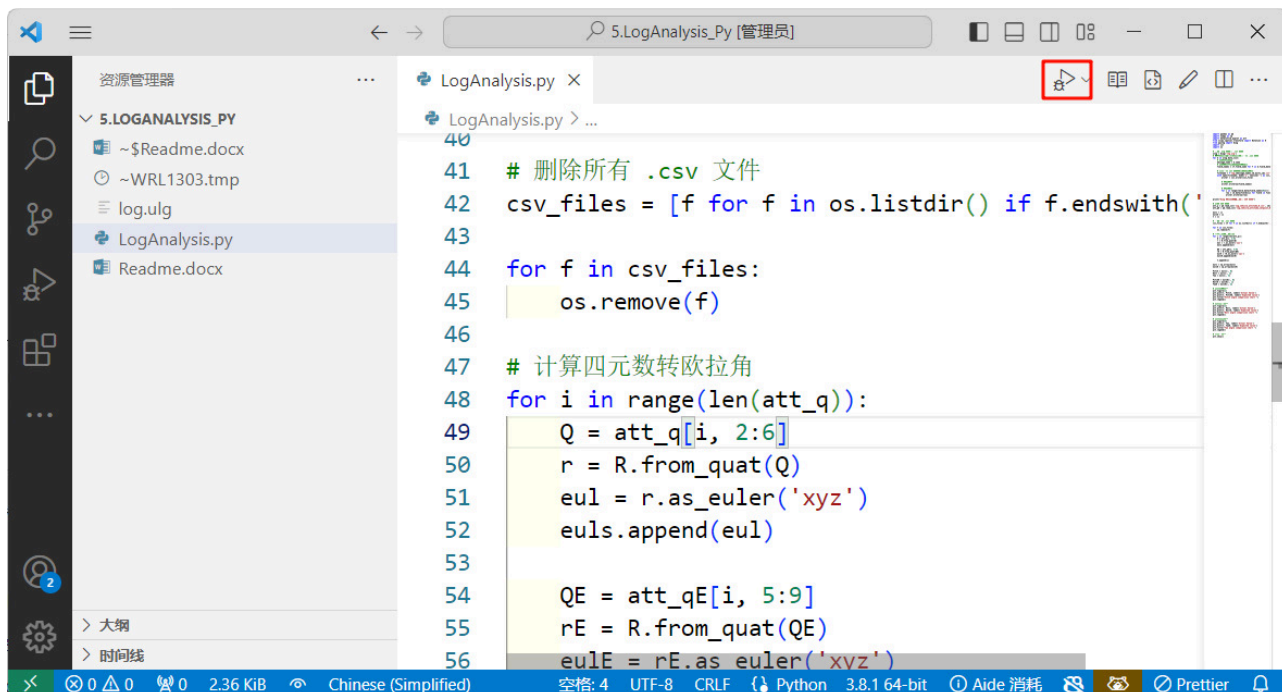 5.LogAnalysis_Py [管理员]
资源管理器
LogAnalysis.py
5.LOGANALYSIS_PY
LogAnalysis.py > ...
~$Readme.docx
~WRL1303.tmp
log.ulg
LogAnalysis.py
Readme.docx
40
41 # 删除所有 .csv 文件
42 csv_files = [f for f in os.listdir() if f.endswith('
43
44 for f in csv_files:
45 os.remove(f)
46
47 # 计算四元数转欧拉角
48 for i in range(len(att_q)):
49 Q = att_q[i, 2:6]
50 r = R.from_quat(Q)
51 eul = r.as_euler('xyz')
52 euls.append(eul)
53
54 QE = att_qE[i, 5:9]
55 rE = R.from_quat(QE)
56 eulE = rE.as_euler('xyz')
2
大纲
时间线
0 0 0 2.36 KiB Chinese (Simplified) 空格: 4 UTF-8 CRLF Python 3.8.1 64-bit Aide 消耗 Prettier